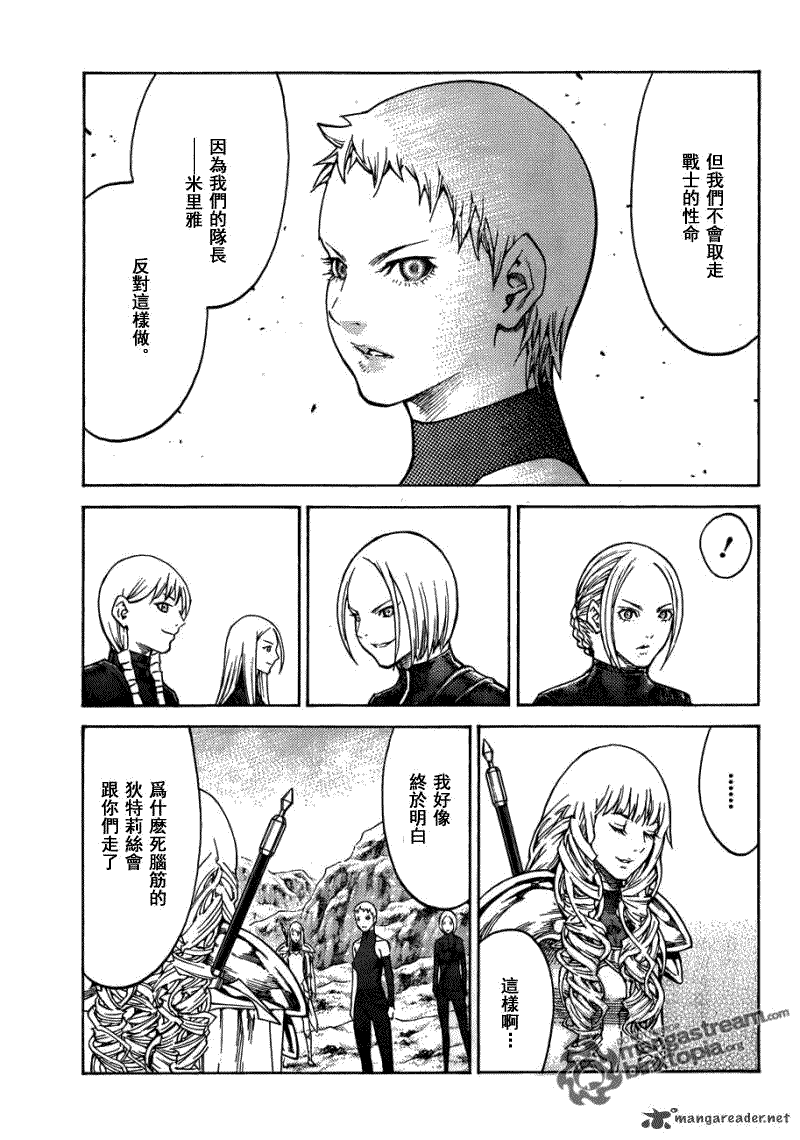 但我們不會取走
戰士的性命
因為我們的隊長
——米里雅
反對這樣做。
！
……
這樣啊…
我好像
終於明白
爲什麽死腦筋的
狄特莉絲會
跟你們走了
mangastream.com
baktopia.org
mangareader.net